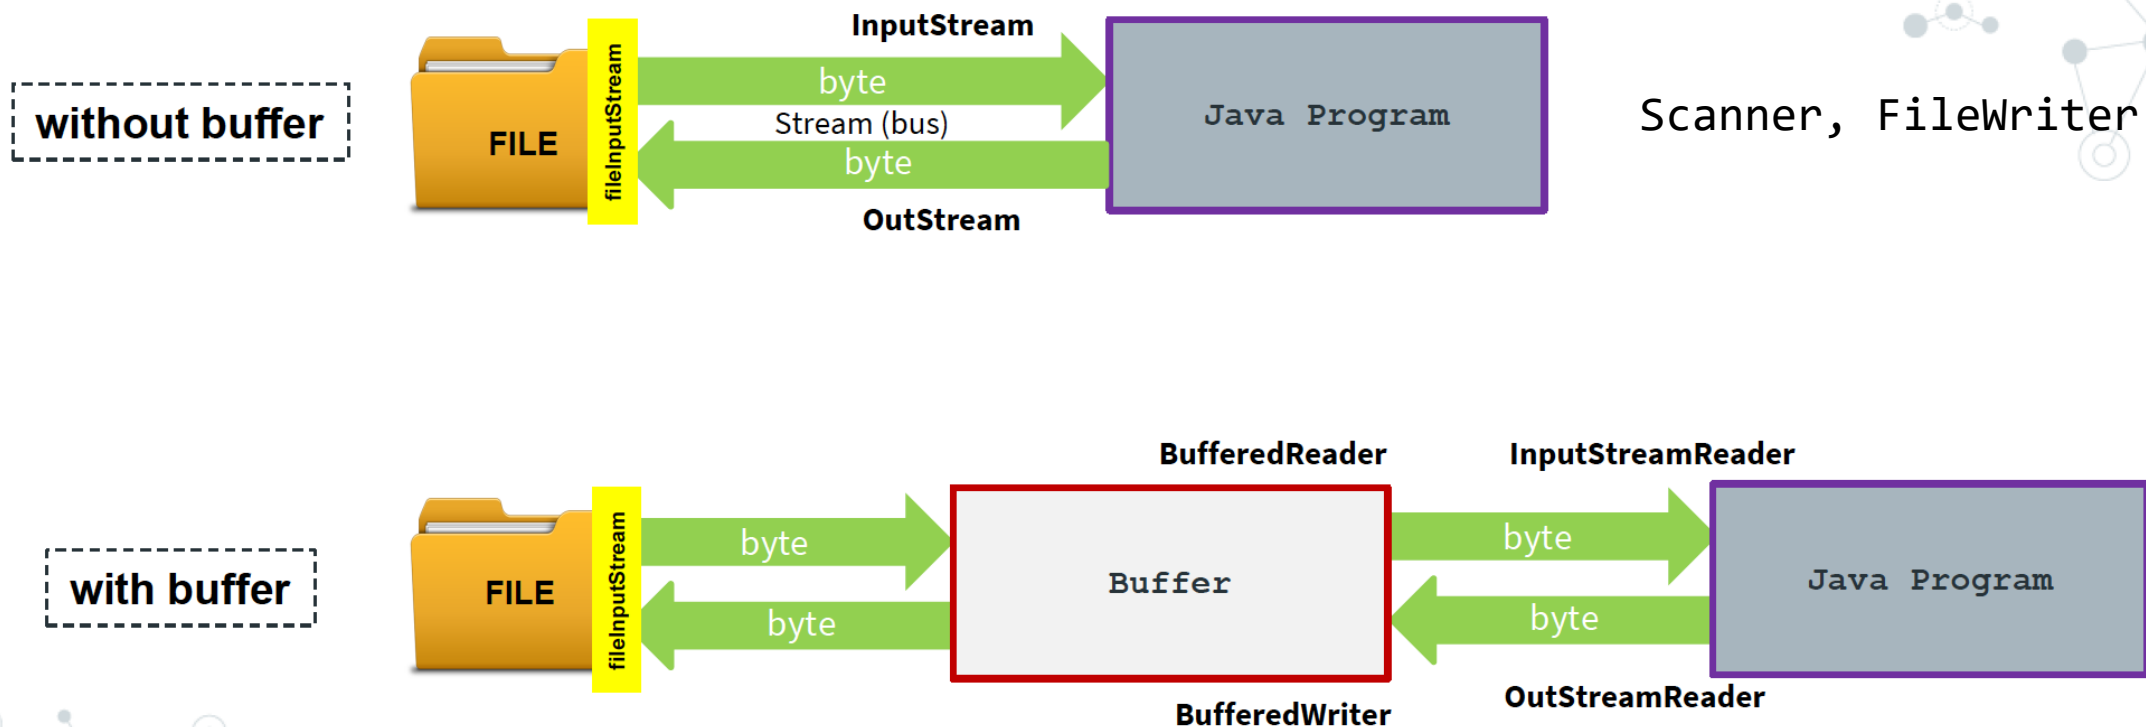 InputStream
without buffer
FILE
fileInputStream
byte
Stream (bus)
byte
OutStream
Java Program
Scanner, FileWriter
BufferedReader
InputStreamReader
with buffer
FILE
fileInputStream
byte
byte
Buffer
byte
byte
Java Program
BufferedWriter
OutStreamReader